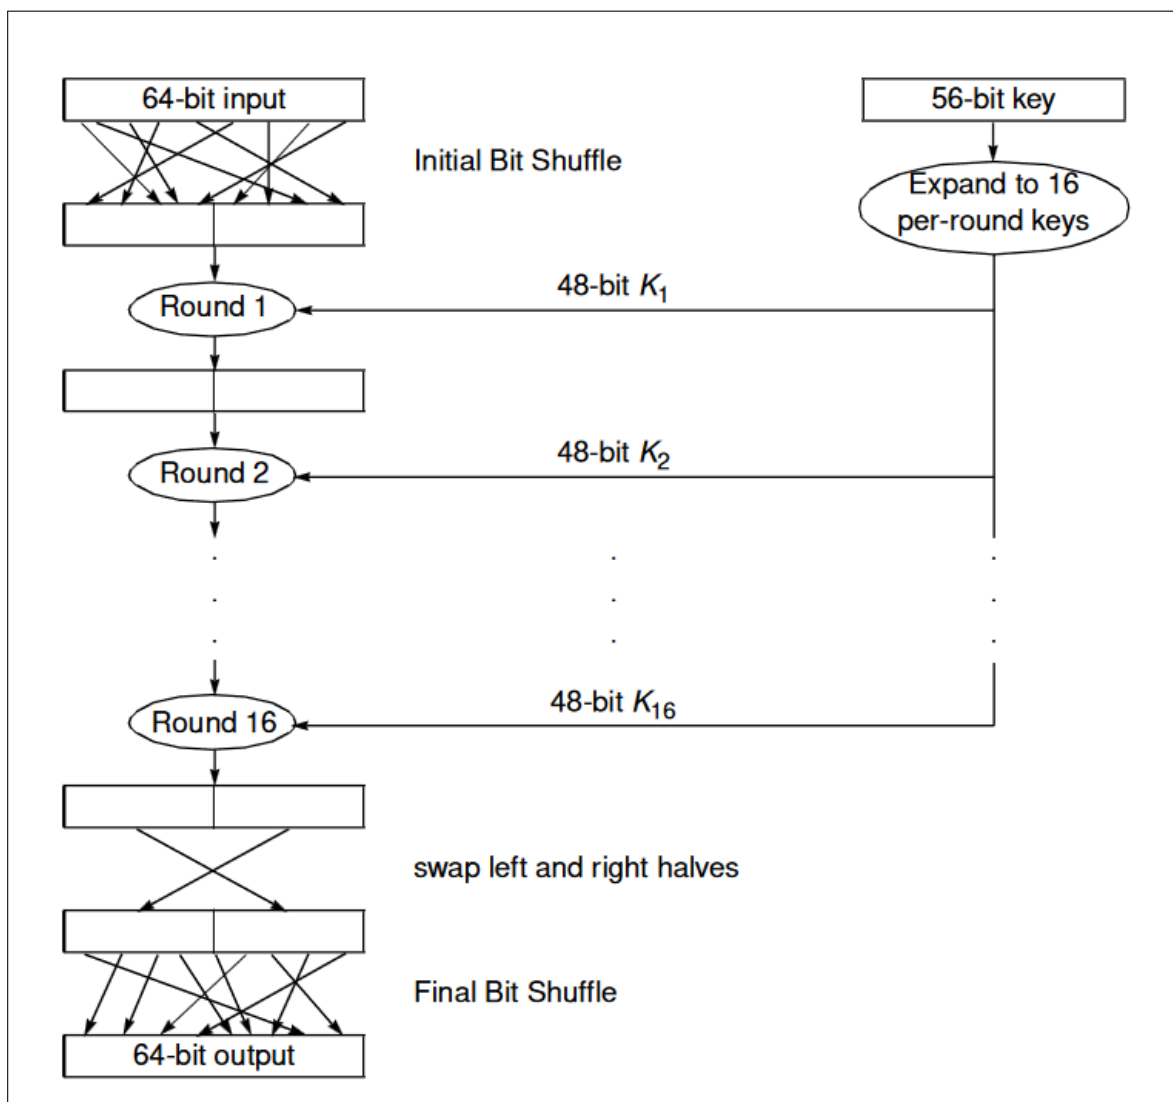 64-bit input
56-bit key
Initial Bit Shuffle
Expand to 16
per-round keys
48-bit K1
Round 1
48-bit K2
Round 2
48-bit K16
Round 16
swap left and right halves
Final Bit Shuffle
64-bit output